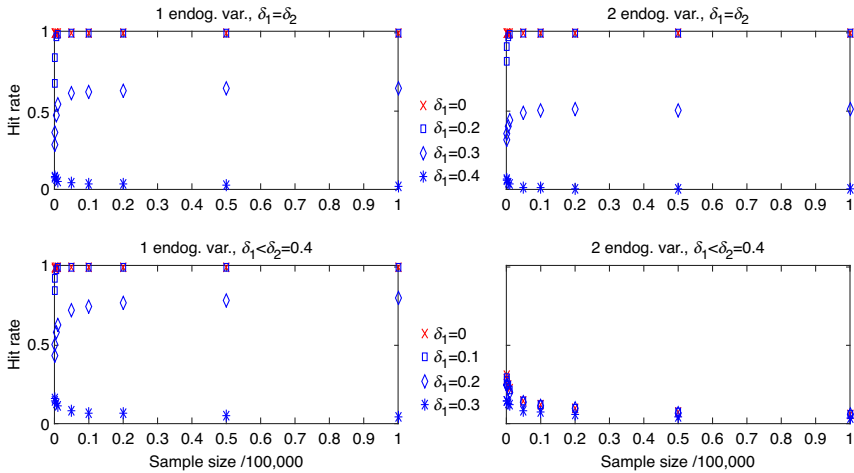 1 endog. var., δ1=δ2
2 endog. var., δ1=δ2
Hit rate
1
0.5
0
0 0.1 0.2 0.3 0.4 0.5 0.6 0.7 0.8 0.9 1
δ1=0
δ1=0.2
δ1=0.3
δ1=0.4
1
0.5
0
0 0.1 0.2 0.3 0.4 0.5 0.6 0.7 0.8 0.9 1
1 endog. var., δ1<δ2=0.4
2 endog. var., δ1<δ2=0.4
Hit rate
1
0.5
0
0 0.1 0.2 0.3 0.4 0.5 0.6 0.7 0.8 0.9 1
Sample size /100,000
δ1=0
δ1=0.1
δ1=0.2
δ1=0.3
0 0.1 0.2 0.3 0.4 0.5 0.6 0.7 0.8 0.9 1
Sample size /100,000